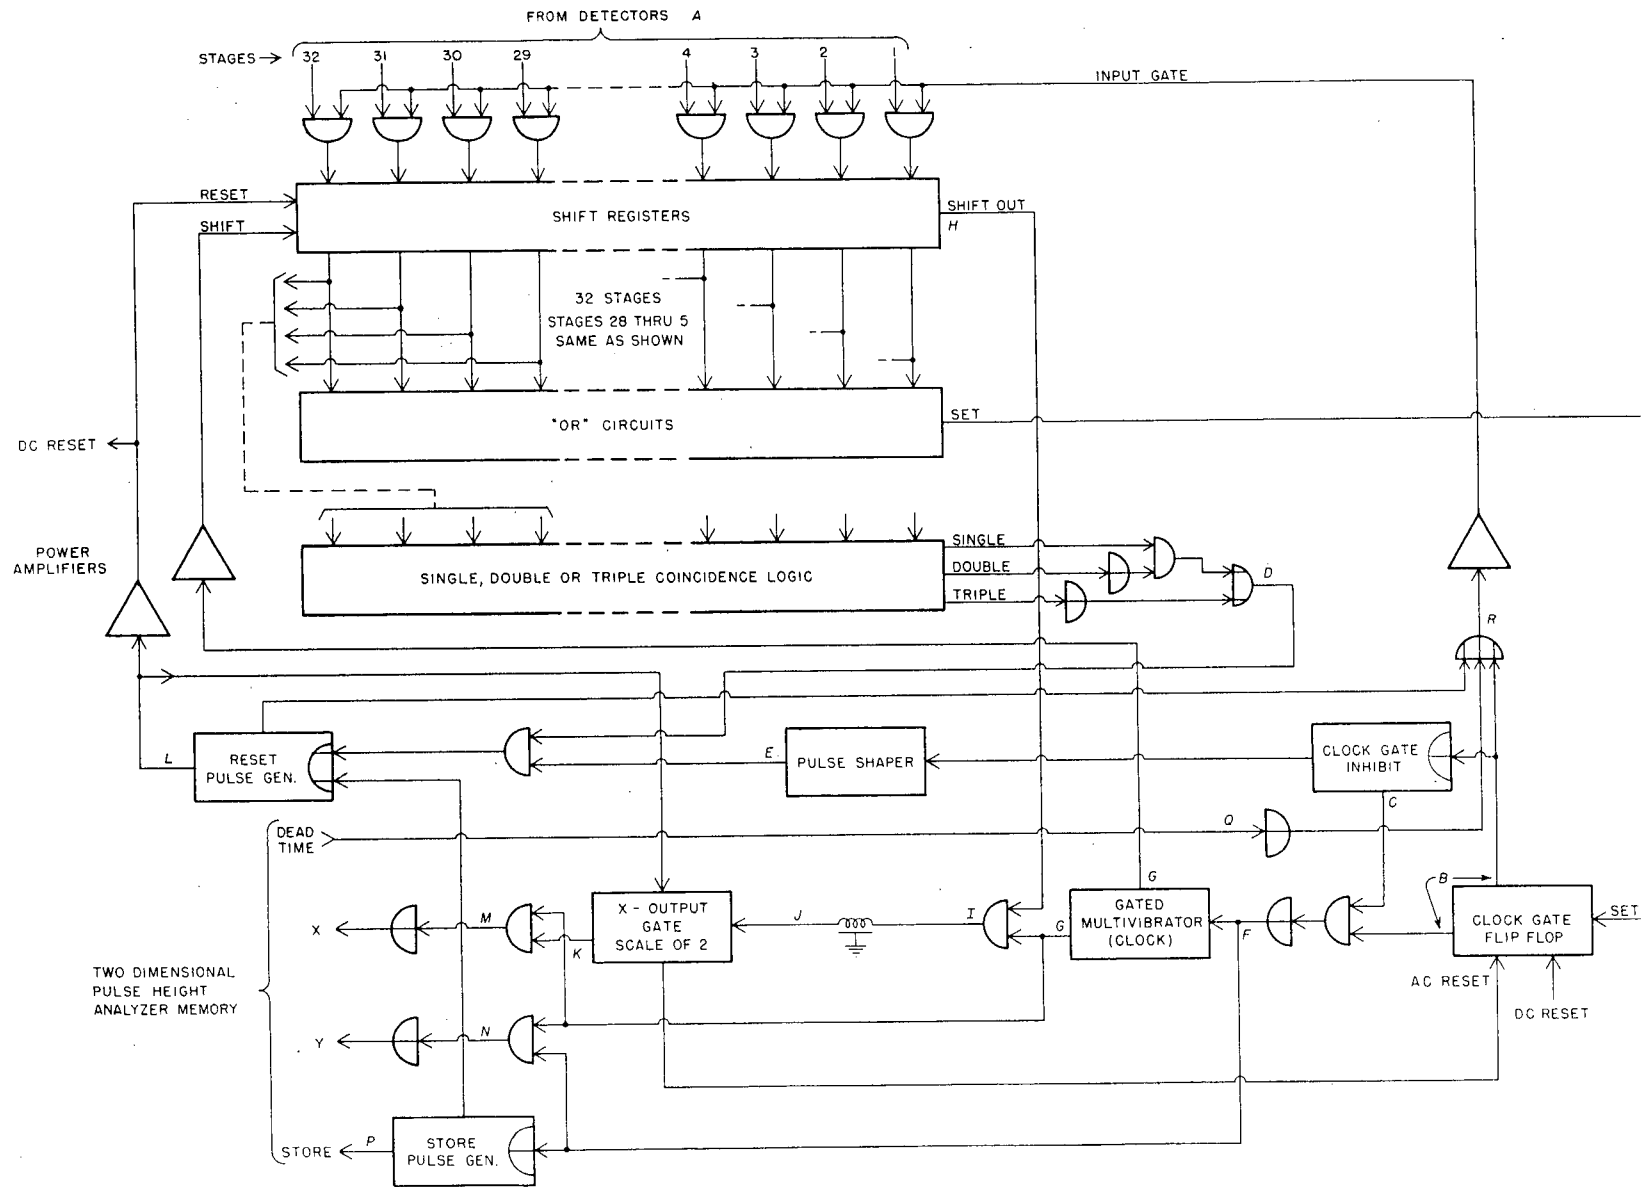 FROM DETECTORS A
STAGES
32 31 30 29 4 3 2 1
INPUT GATE
RESET
SHIFT REGISTERS
SHIFT OUT
H
SHIFT
32 STAGES
STAGES 28 THRU 5
SAME AS SHOWN
"OR" CIRCUITS
SET
DC RESET
POWER
AMPLIFIERS
SINGLE, DOUBLE OR TRIPLE COINCIDENCE LOGIC
SINGLE
DOUBLE
TRIPLE
D
R
L
RESET
PULSE GEN.
E
PULSE SHAPER
CLOCK GATE
INHIBIT
C
DEAD
TIME
Q
G
B
X
M
K
X - OUTPUT
GATE
SCALE OF 2
J
I
G
GATED
MULTIVIBRATOR
(CLOCK)
F
CLOCK GATE
FLIP FLOP
SET
AC RESET
DC RESET
TWO DIMENSIONAL
PULSE HEIGHT
ANALYZER MEMORY
Y
N
STORE
P
STORE
PULSE GEN.